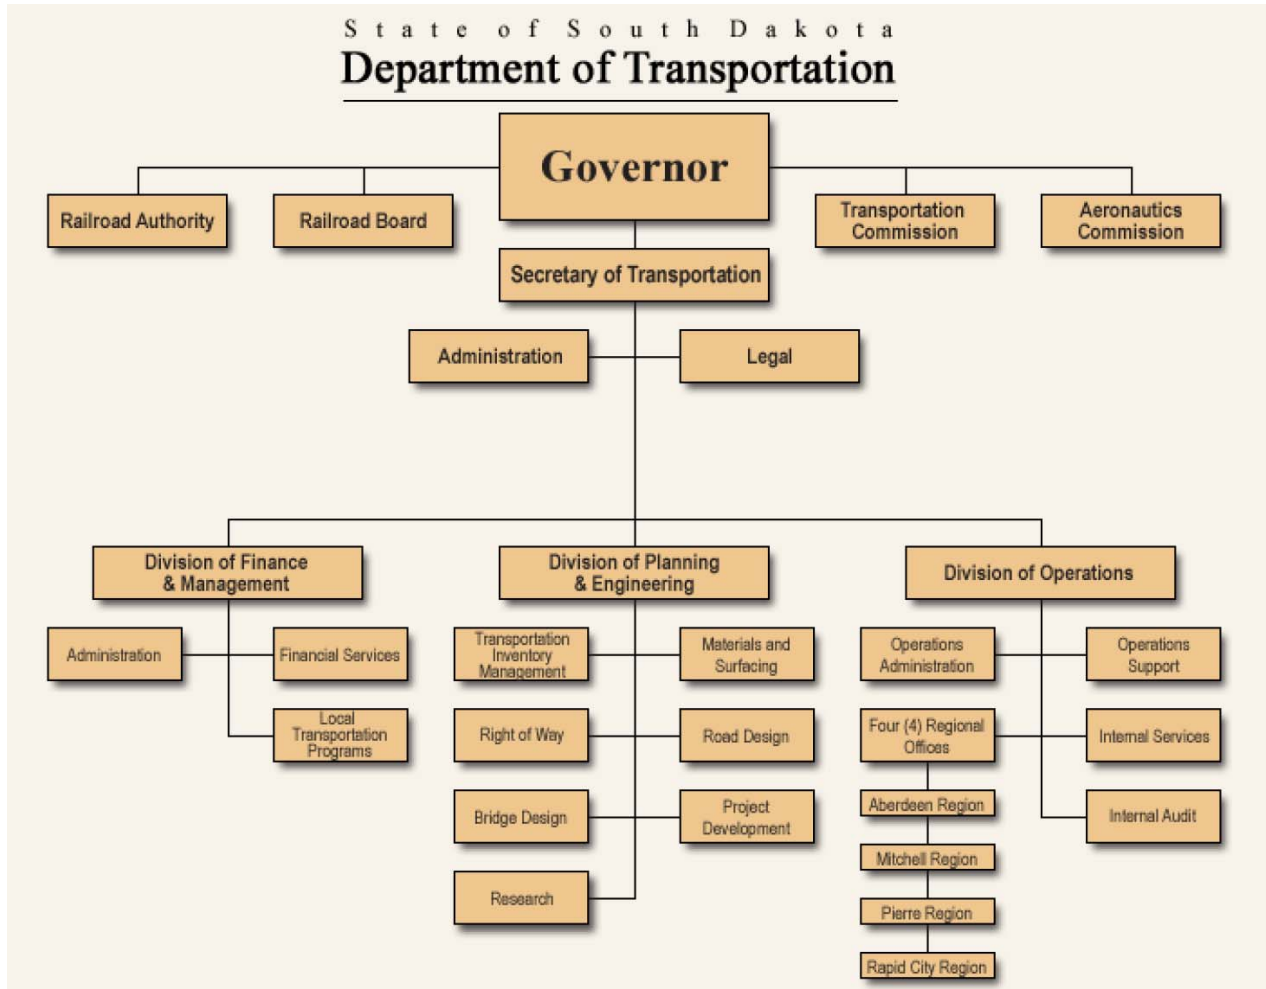 State of South Dakota
Department of Transportation
Governor
Railroad Authority
Railroad Board
Transportation
Commission
Aeronautics
Commission
Secretary of Transportation
Administration
Legal
Division of Finance
& Management
Division of Planning
& Engineering
Division of Operations
Administration
Financial Services
Local
Transportation
Programs
Transportation
Inventory
Management
Materials and
Surfacing
Right of Way
Road Design
Bridge Design
Project
Development
Research
Operations
Administration
Operations
Support
Four (4) Regional
Offices
Internal Services
Aberdeen Region
Internal Audit
Mitchell Region
Pierre Region
Rapid City Region